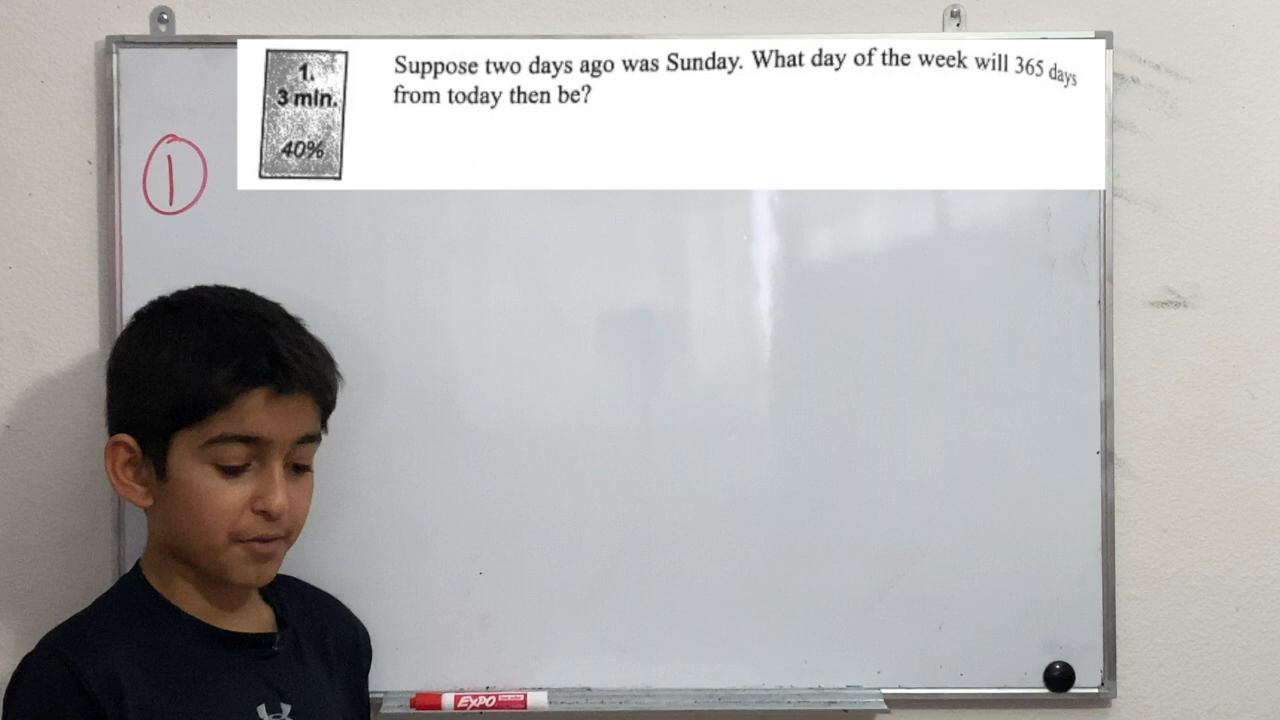 1.
3 min.
40%
Suppose two days ago was Sunday. What day of the week will 365 days
from today then be?
1
EXPO